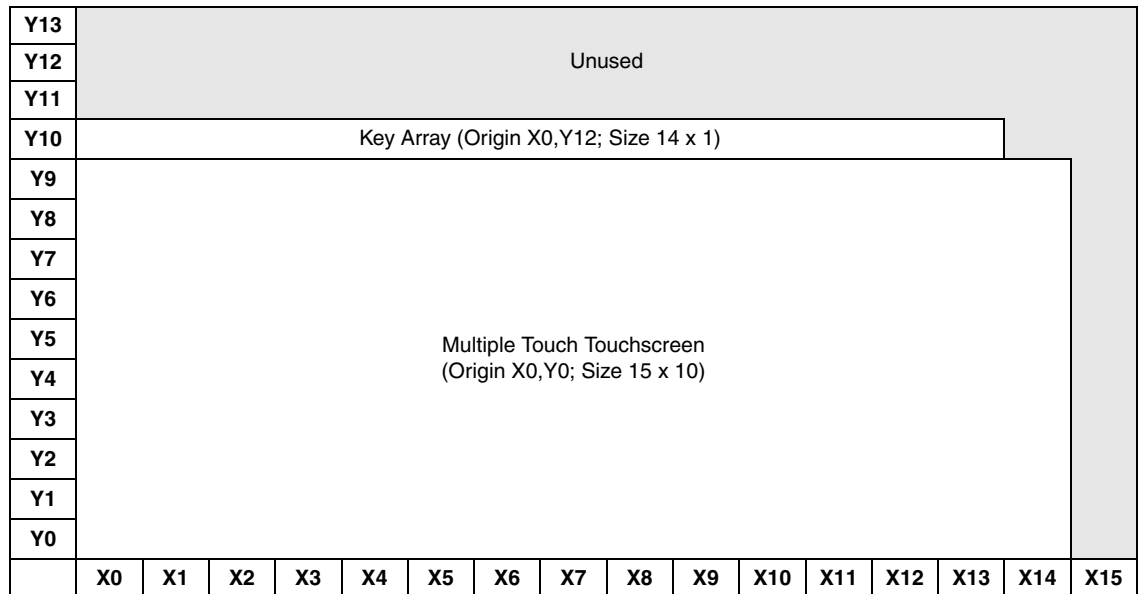 Y13
Y12
Unused
Y11
Y10
Key Array (Origin X0,Y12; Size 14 x 1)
Y9
Y8
Y7
Y6
Y5
Multiple Touch Touchscreen
(Origin X0,Y0; Size 15 x 10)
Y4
Y3
Y2
Y1
Y0
X0 X1 X2 X3 X4 X5 X6 X7 X8 X9 X10 X11 X12 X13 X14 X15